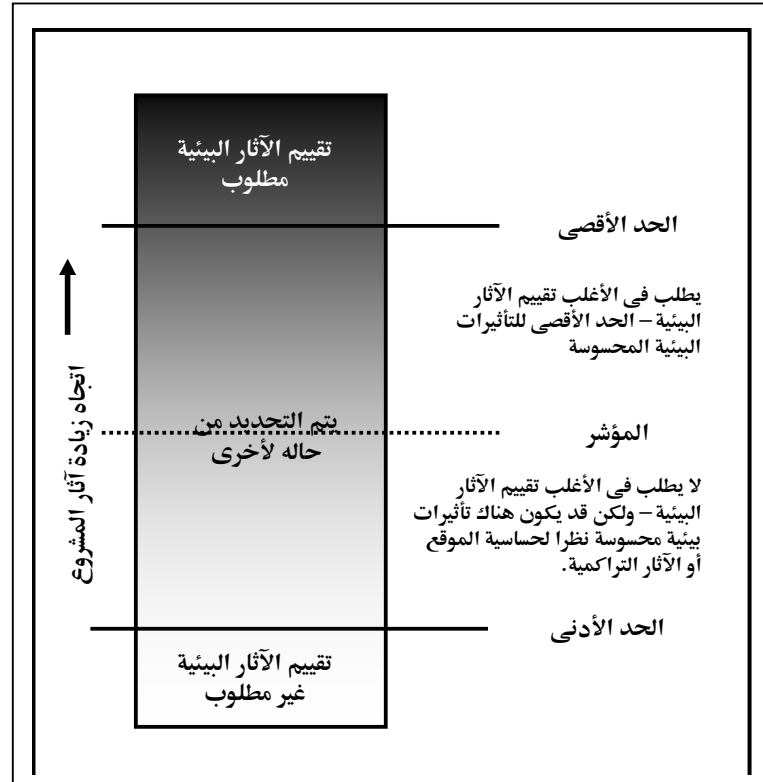 تقييم الآثار البيئية
مطلوب
الحد الأقصى
يطلب فى الأغلب تقييم الآثار
البيئية – الحد الأقصى للتأثيرات
البيئية المحسوسة
اتجاه زيادة آثار المشروع
يتم التحديد من
حاله لأخرى
المؤشر
لا يطلب فى الأغلب تقييم الآثار
البيئية – ولكن قد يكون هناك تأثيرات
بيئية محسوسة نظرا لحساسية الموقع
أو الآثار التراكمية.
الحد الأدنى
تقييم الآثار البيئية
غير مطلوب